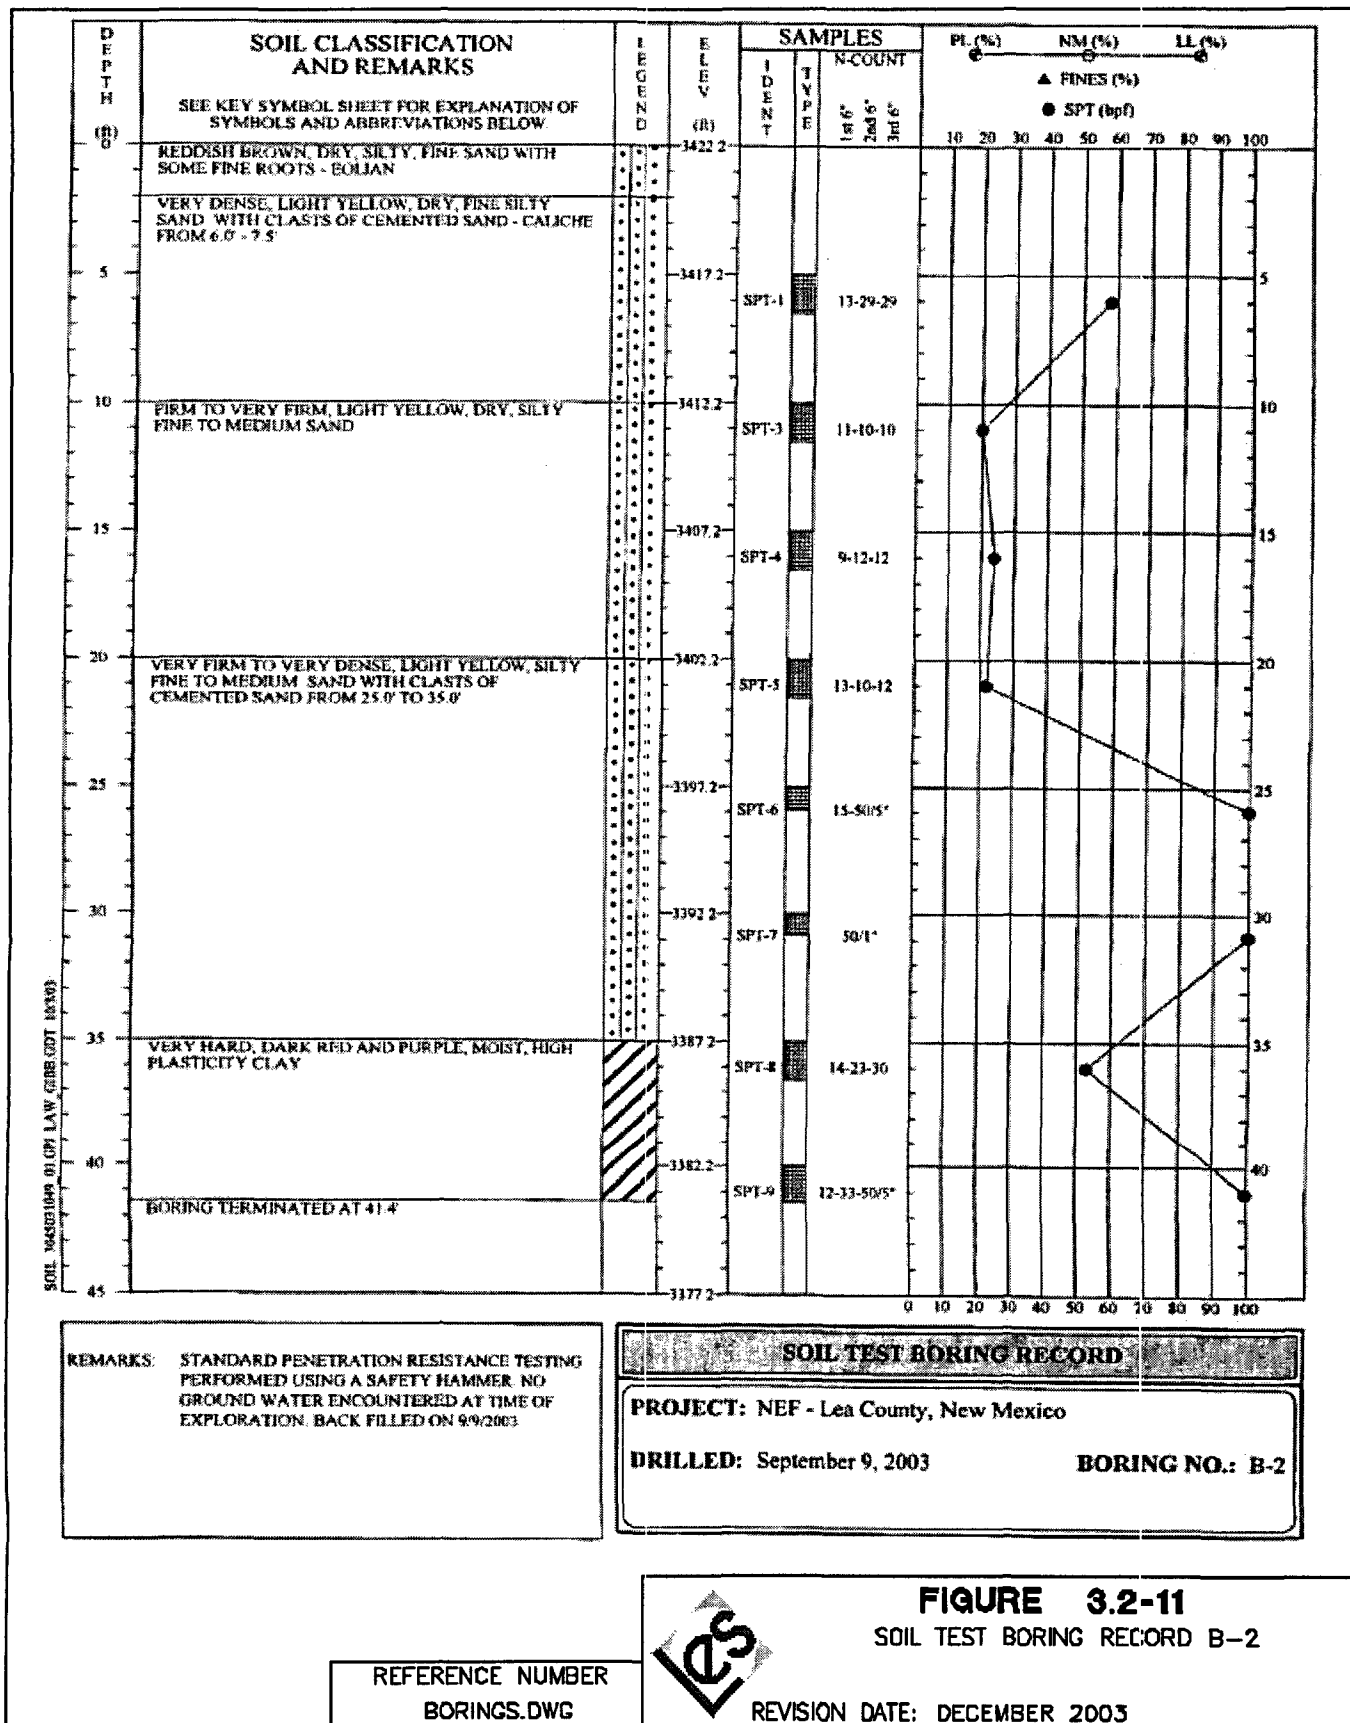 DEPTH (ft)
SOIL CLASSIFICATION
AND REMARKS
SEE KEY SYMBOL SHEET FOR EXPLANATION OF
SYMBOLS AND ABBREVIATIONS BELOW.
LEGEND
ELEV (ft)
SAMPLES
IDENT
TYPE
N-COUNT
1st 6"
2nd 6"
3rd 6"
PL (%) NM (%) LL (%)
▲ FINES (%)
● SPT (bpf)
10 20 30 40 50 60 70 80 90 100
0
REDDISH BROWN, DRY, SILTY, FINE SAND WITH
SOME FINE ROOTS - EOLIAN
3422.2
VERY DENSE, LIGHT YELLOW, DRY, FINE SILTY
SAND WITH CLASTS OF CEMENTED SAND - CALICHE
FROM 6.0' - 7.5'
5 3417.2 5
SPT-1 13-29-29
10 3412.2 10
FIRM TO VERY FIRM, LIGHT YELLOW, DRY, SILTY
FINE TO MEDIUM SAND
SPT-3 11-10-10
15 3407.2 15
SPT-4 9-12-12
20 3402.2 20
VERY FIRM TO VERY DENSE, LIGHT YELLOW, SILTY
FINE TO MEDIUM SAND WITH CLASTS OF
CEMENTED SAND FROM 25.0' TO 35.0'
SPT-5 13-10-12
25 3397.2 25
SPT-6 15-50/5"
30 3392.2 30
SPT-7 50/1"
35 3387.2 35
VERY HARD, DARK RED AND PURPLE, MOIST, HIGH
PLASTICITY CLAY
SPT-8 14-23-30
40 3382.2 40
SPT-9 12-33-50/5"
BORING TERMINATED AT 41.4'
45 3377.2
0 10 20 30 40 50 60 70 80 90 100
REMARKS: STANDARD PENETRATION RESISTANCE TESTING
PERFORMED USING A SAFETY HAMMER. NO
GROUND WATER ENCOUNTERED AT TIME OF
EXPLORATION. BACK FILLED ON 9/9/2003
SOIL TEST BORING RECORD
PROJECT: NEF - Lea County, New Mexico
DRILLED: September 9, 2003 BORING NO.: B-2
LES
FIGURE 3.2-11
SOIL TEST BORING RECORD B-2
REFERENCE NUMBER
BORINGS.DWG
REVISION DATE: DECEMBER 2003